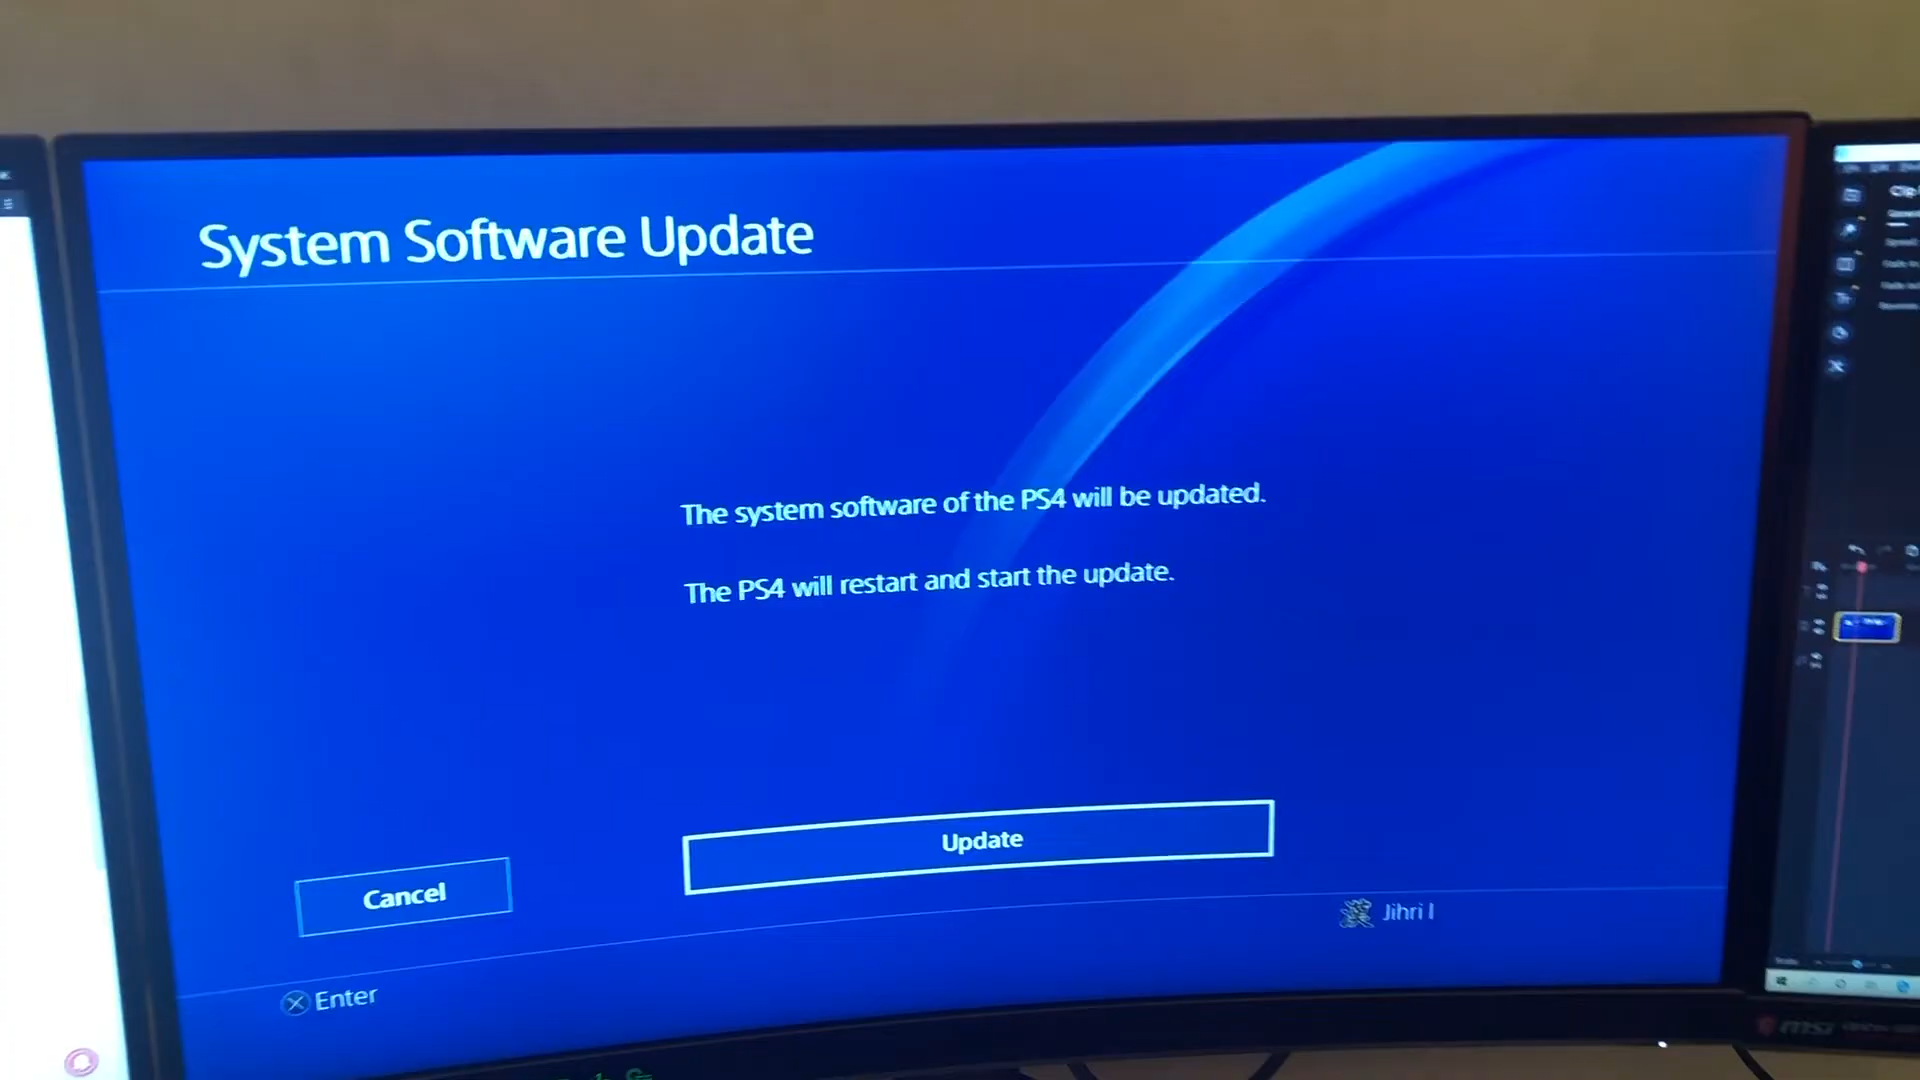 System Software Update
The system software of the PS4 will be updated.
The PS4 will restart and start the update.
Update
Cancel
Jihri I
Enter
msi